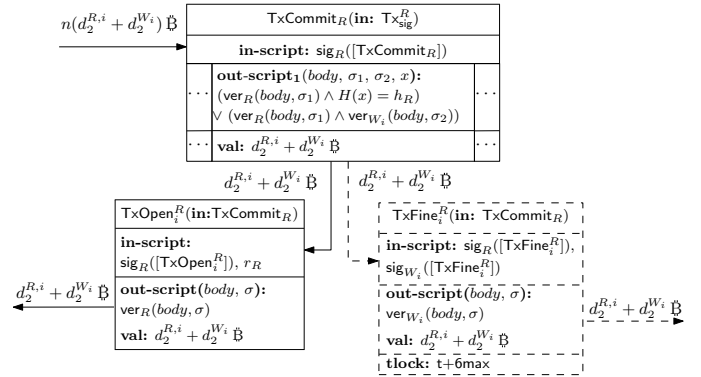 n(d_2^{R,i} + d_2^{W_i}) ₿
TxCommit_R(in: Tx_{sig}^R)
in-script: sig_R([TxCommit_R])
out-script_1(body, σ_1, σ_2, x):
(ver_R(body, σ_1) ∧ H(x) = h_R)
··· ···
∨ (ver_R(body, σ_1) ∧ ver_{W_i}(body, σ_2))
··· val: d_2^{R,i} + d_2^{W_i} ₿ ···
d_2^{R,i} + d_2^{W_i} ₿ d_2^{R,i} + d_2^{W_i} ₿
TxOpen_i^R(in:TxCommit_R)
in-script:
sig_R([TxOpen_i^R]), r_R
out-script(body, σ):
ver_R(body, σ)
val: d_2^{R,i} + d_2^{W_i} ₿
d_2^{R,i} + d_2^{W_i} ₿
TxFine_i^R(in: TxCommit_R)
in-script: sig_R([TxFine_i^R]),
sig_{W_i}([TxFine_i^R])
out-script(body, σ):
ver_{W_i}(body, σ)
val: d_2^{R,i} + d_2^{W_i} ₿
tlock: t+6max
d_2^{R,i} + d_2^{W_i} ₿